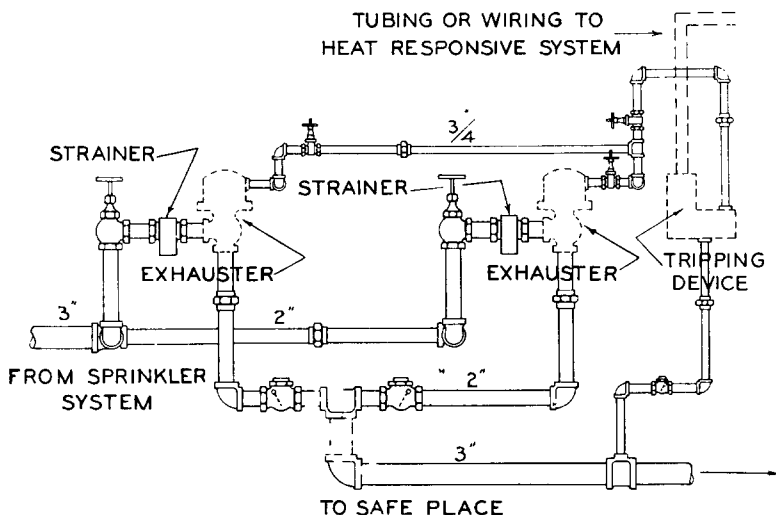 TUBING OR WIRING TO
HEAT RESPONSIVE SYSTEM
3/4"
STRAINER
STRAINER
EXHAUSTER
EXHAUSTER
TRIPPING
DEVICE
3"
2"
FROM SPRINKLER
SYSTEM
" 2"
3"
TO SAFE PLACE